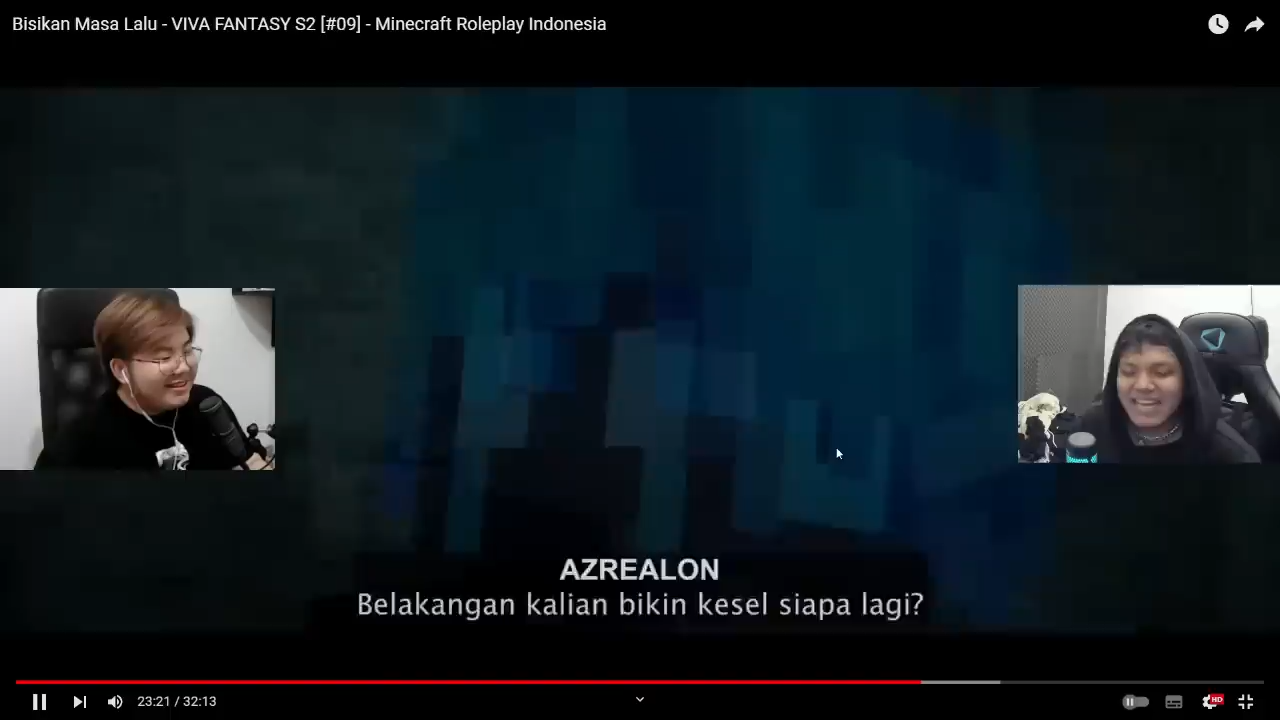 Bisikan Masa Lalu - VIVA FANTASY S2 [#09] - Minecraft Roleplay Indonesia
AZREALON
Belakangan kalian bikin kesel siapa lagi?
23:21 / 32:13
HD